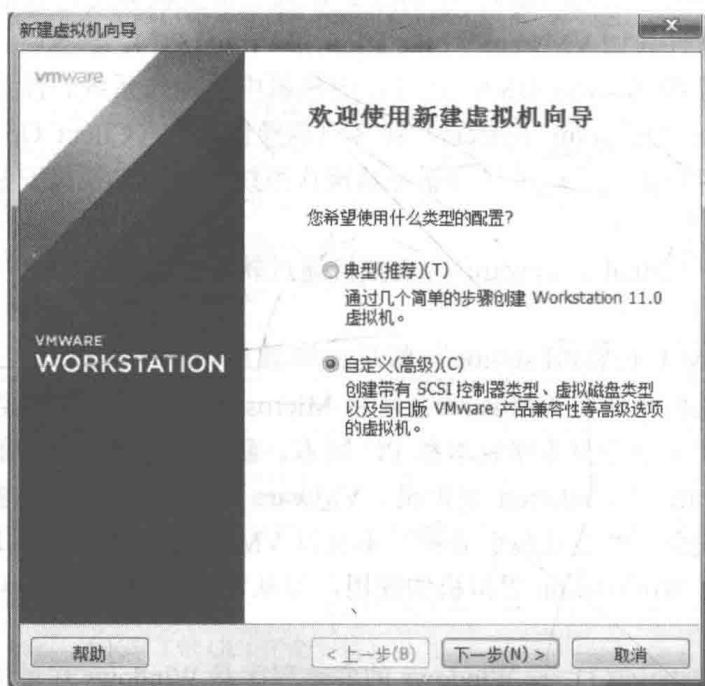 新建虚拟机向导
vmware
欢迎使用新建虚拟机向导
您希望使用什么类型的配置?
典型(推荐)(T)
通过几个简单的步骤创建 Workstation 11.0
虚拟机。
VMWARE
WORKSTATION
自定义(高级)(C)
创建带有 SCSI 控制器类型、虚拟磁盘类型
以及与旧版 VMware 产品兼容性等高级选项
的虚拟机。
帮助
< 上一步(B)
下一步(N) >
取消